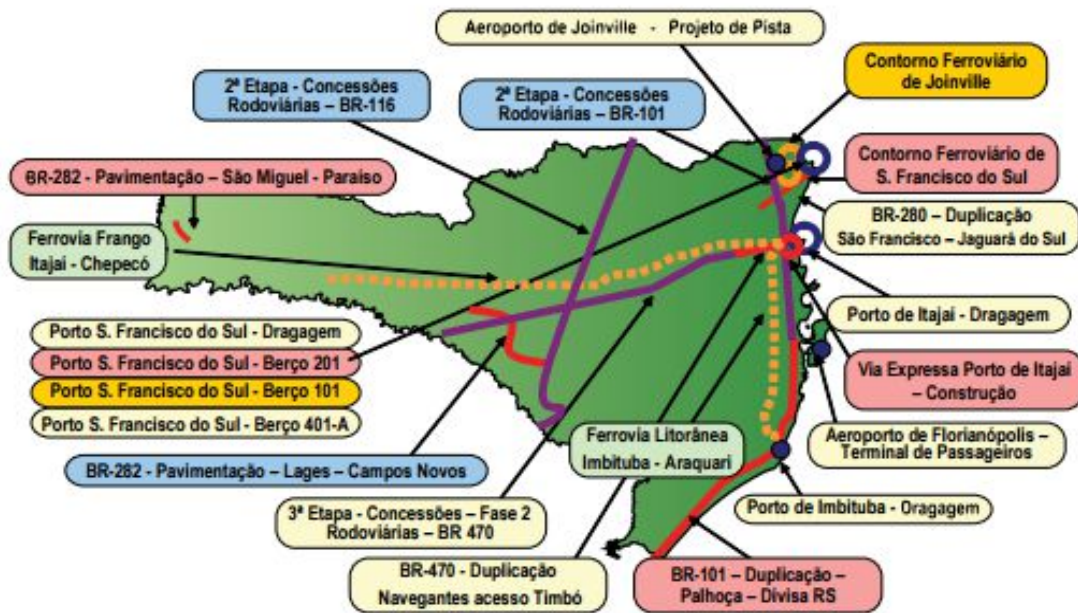 Aeroporto de Joinville - Projeto de Pista
2ª Etapa - Concessões
Rodoviárias – BR-116
2ª Etapa - Concessões
Rodoviárias – BR-101
Contorno Ferroviário
de Joinville
BR-282 - Pavimentação – São Miguel - Paraiso
Contorno Ferroviário de
S. Francisco do Sul
Ferrovia Frango
Itajaí - Chepecó
BR-280 – Duplicação
São Francisco – Jaguará do Sul
Porto S. Francisco do Sul - Dragagem
Porto S. Francisco do Sul - Berço 201
Porto S. Francisco do Sul - Berço 101
Porto S. Francisco do Sul - Berço 401-A
Porto de Itajaí - Dragagem
Via Expressa Porto de Itajaí
– Construção
BR-282 - Pavimentação – Lages – Campos Novos
Ferrovia Litorânea
Imbituba - Araquari
Aeroporto de Florianópolis –
Terminal de Passageiros
3ª Etapa - Concessões – Fase 2
Rodoviárias – BR 470
Porto de Imbituba - Oragagem
BR-470 - Duplicação
Navegantes acesso Timbó
BR-101 – Duplicação –
Palhoça – Divisa RS